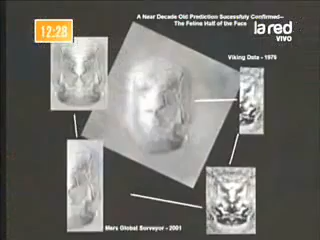 12:28
A Near Decade Old Prediction Sucessfuly Confirmed--
The Feline Half of the Face
la red
VIVO
Viking Data - 1976
Mars Global Surveyor - 2001